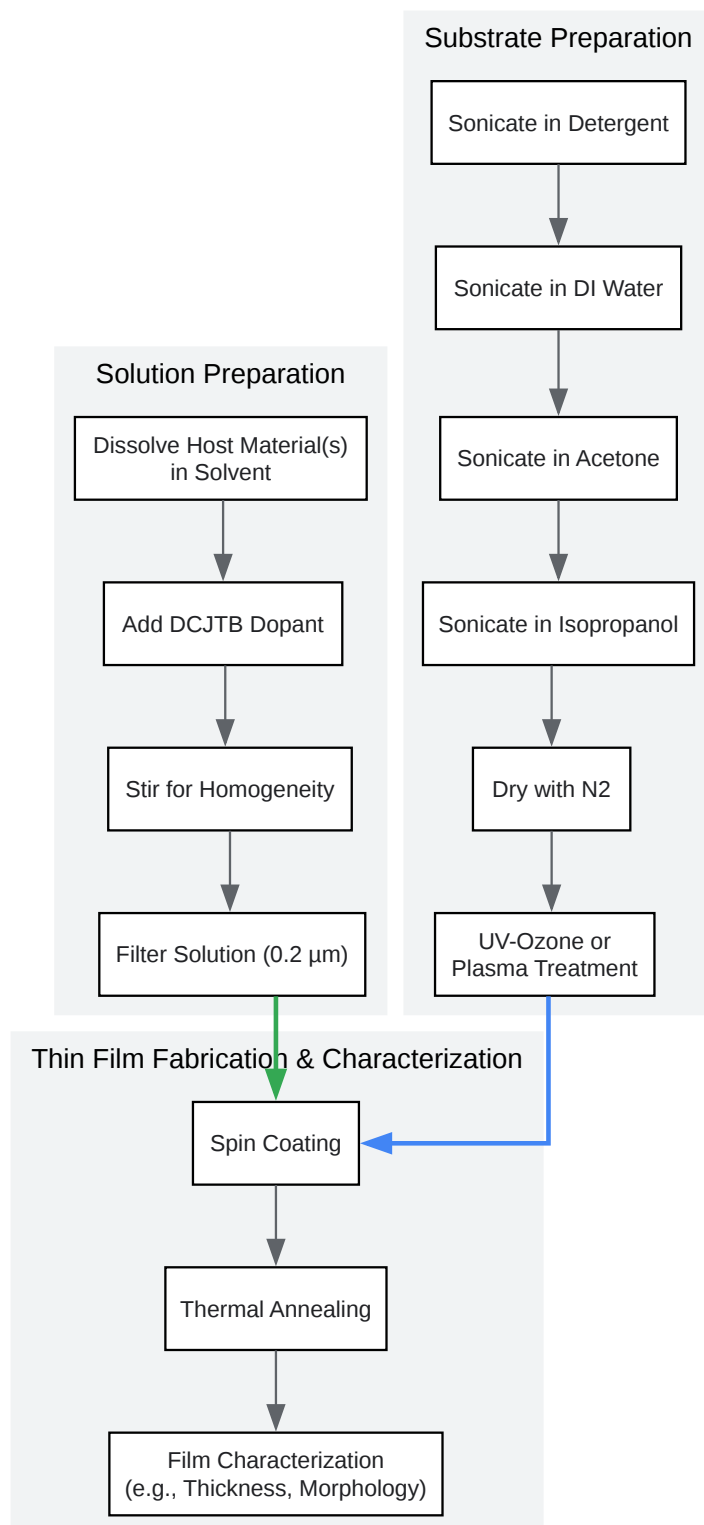 Substrate Preparation
Sonicate in Detergent
Sonicate in DI Water
Sonicate in Acetone
Sonicate in Isopropanol
Dry with N2
UV-Ozone or
Plasma Treatment
Solution Preparation
Dissolve Host Material(s)
in Solvent
Add DCJTB Dopant
Stir for Homogeneity
Filter Solution (0.2 µm)
Thin Film Fabrication & Characterization
Spin Coating
Thermal Annealing
Film Characterization
(e.g., Thickness, Morphology)